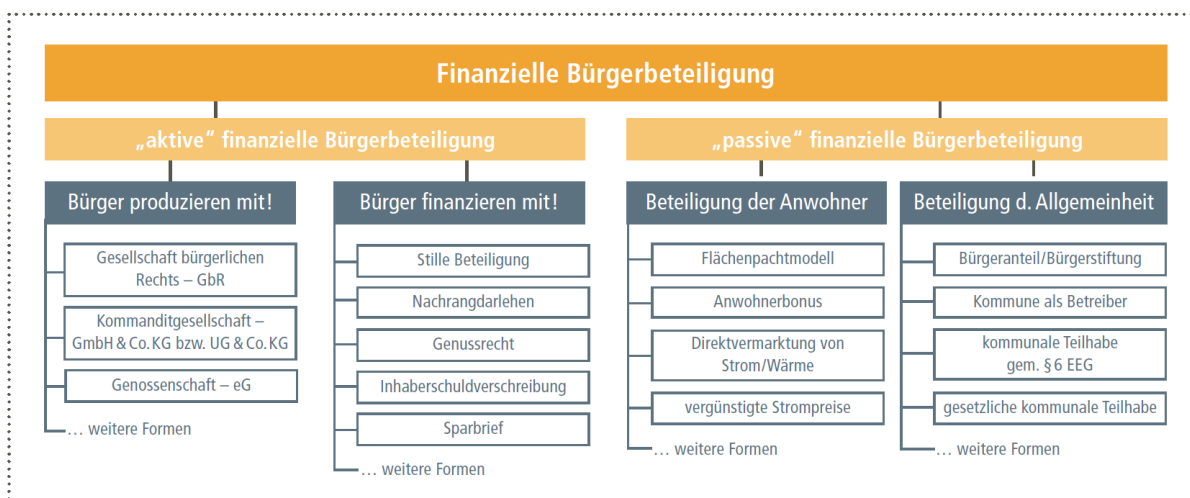 Finanzielle Bürgerbeteiligung
„aktive“ finanzielle Bürgerbeteiligung
„passive“ finanzielle Bürgerbeteiligung
Bürger produzieren mit!
Gesellschaft bürgerlichen
Rechts – GbR
Kommanditgesellschaft –
GmbH & Co. KG bzw. UG & Co. KG
Genossenschaft – eG
… weitere Formen
Bürger finanzieren mit!
Stille Beteiligung
Nachrangdarlehen
Genussrecht
Inhaberschuldverschreibung
Sparbrief
… weitere Formen
Beteiligung der Anwohner
Flächenpachtmodell
Anwohnerbonus
Direktvermarktung von
Strom/Wärme
vergünstigte Strompreise
… weitere Formen
Beteiligung d. Allgemeinheit
Bürgeranteil/Bürgerstiftung
Kommune als Betreiber
kommunale Teilhabe
gem. § 6 EEG
gesetzliche kommunale Teilhabe
… weitere Formen